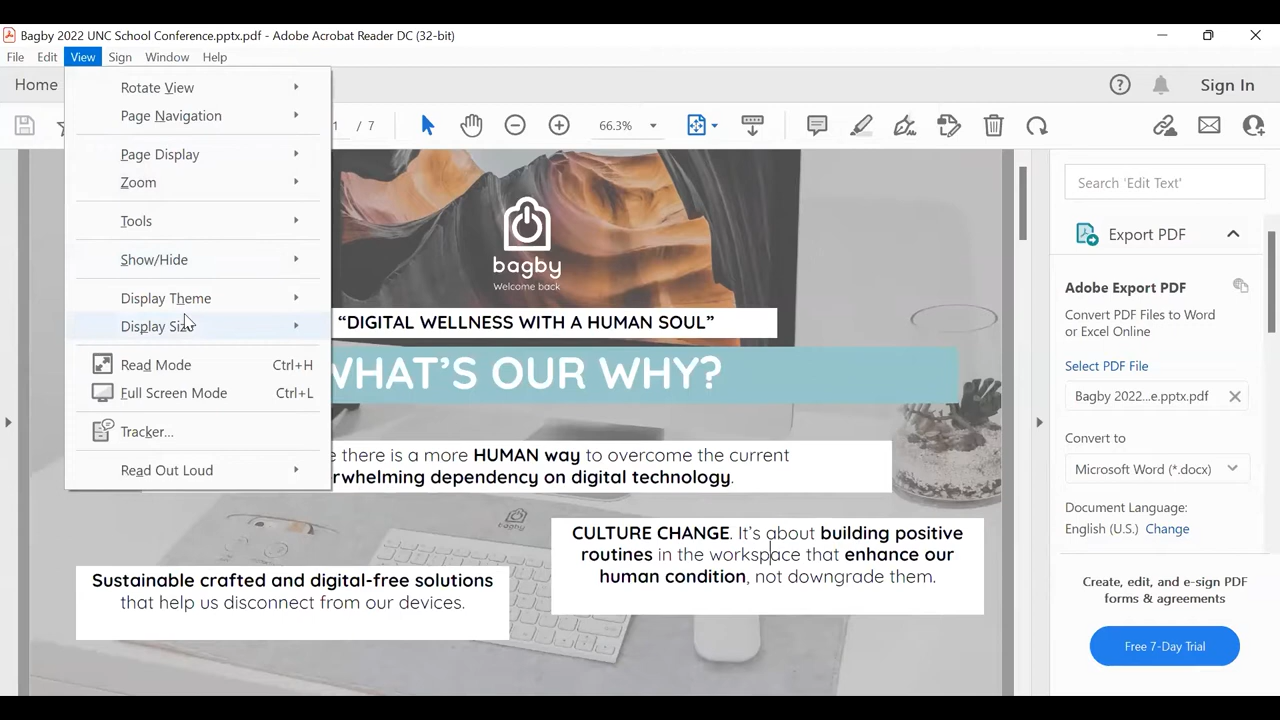 Bagby 2022 UNC School Conference.pptx.pdf - Adobe Acrobat Reader DC (32-bit)
File Edit View Sign Window Help
Home
Sign In
1 / 7
66.3%
Rotate View
Page Navigation
Page Display
Zoom
Tools
Show/Hide
Display Theme
Display Size
Read Mode Ctrl+H
Full Screen Mode Ctrl+L
Tracker...
Read Out Loud
bagby
Welcome back
“DIGITAL WELLNESS WITH A HUMAN SOUL”
WHAT’S OUR WHY?
there is a more HUMAN way to overcome the current
rwhelming dependency on digital technology.
bagby
CULTURE CHANGE. It’s about building positive
routines in the workspace that enhance our
human condition, not downgrade them.
Sustainable crafted and digital-free solutions
that help us disconnect from our devices.
Search 'Edit Text'
Export PDF
Adobe Export PDF
Convert PDF Files to Word
or Excel Online
Select PDF File
Bagby 2022...e.pptx.pdf
Convert to
Microsoft Word (*.docx)
Document Language:
English (U.S.) Change
Create, edit, and e-sign PDF
forms & agreements
Free 7-Day Trial